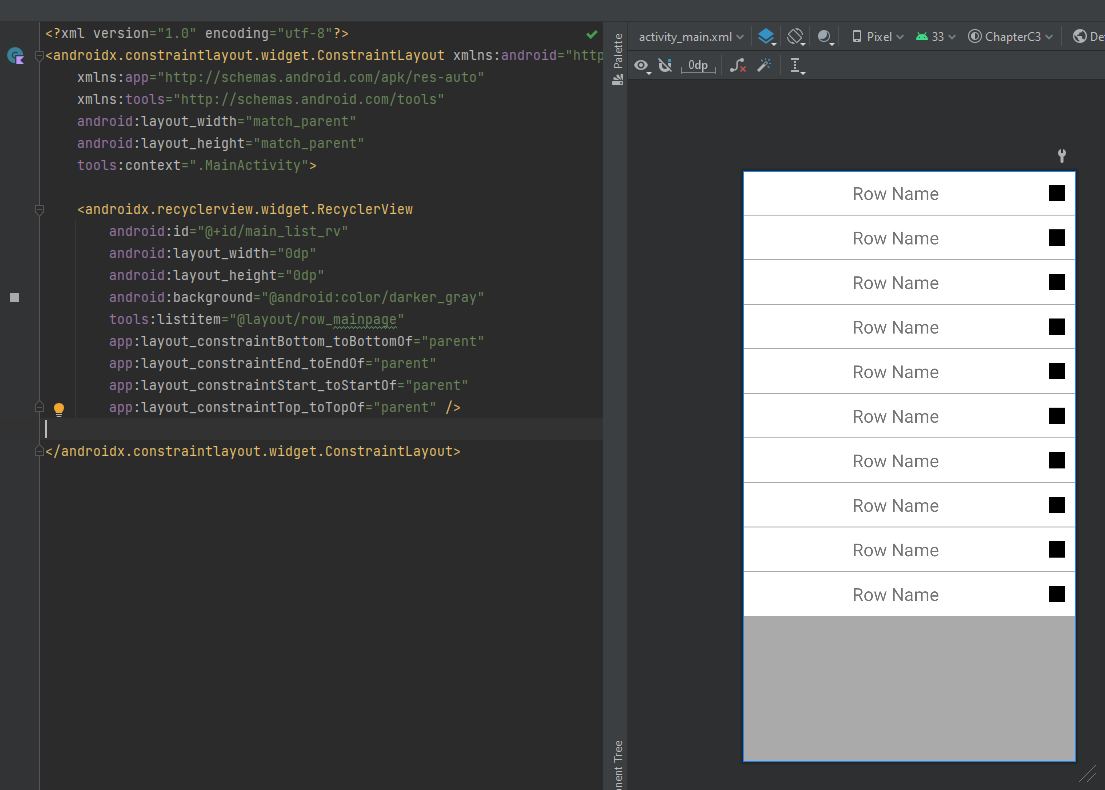 <?xml version="1.0" encoding="utf-8"?>
<androidx.constraintlayout.widget.ConstraintLayout xmlns:android="http
xmlns:app="http://schemas.android.com/apk/res-auto"
xmlns:tools="http://schemas.android.com/tools"
android:layout_width="match_parent"
android:layout_height="match_parent"
tools:context=".MainActivity">
<androidx.recyclerview.widget.RecyclerView
android:id="@+id/main_list_rv"
android:layout_width="0dp"
android:layout_height="0dp"
android:background="@android:color/darker_gray"
tools:listitem="@layout/row_mainpage"
app:layout_constraintBottom_toBottomOf="parent"
app:layout_constraintEnd_toEndOf="parent"
app:layout_constraintStart_toStartOf="parent"
app:layout_constraintTop_toTopOf="parent" />
</androidx.constraintlayout.widget.ConstraintLayout>
Palette
nent Tree
activity_main.xml Pixel 33 ChapterC3 De
0dp
Row Name
Row Name
Row Name
Row Name
Row Name
Row Name
Row Name
Row Name
Row Name
Row Name